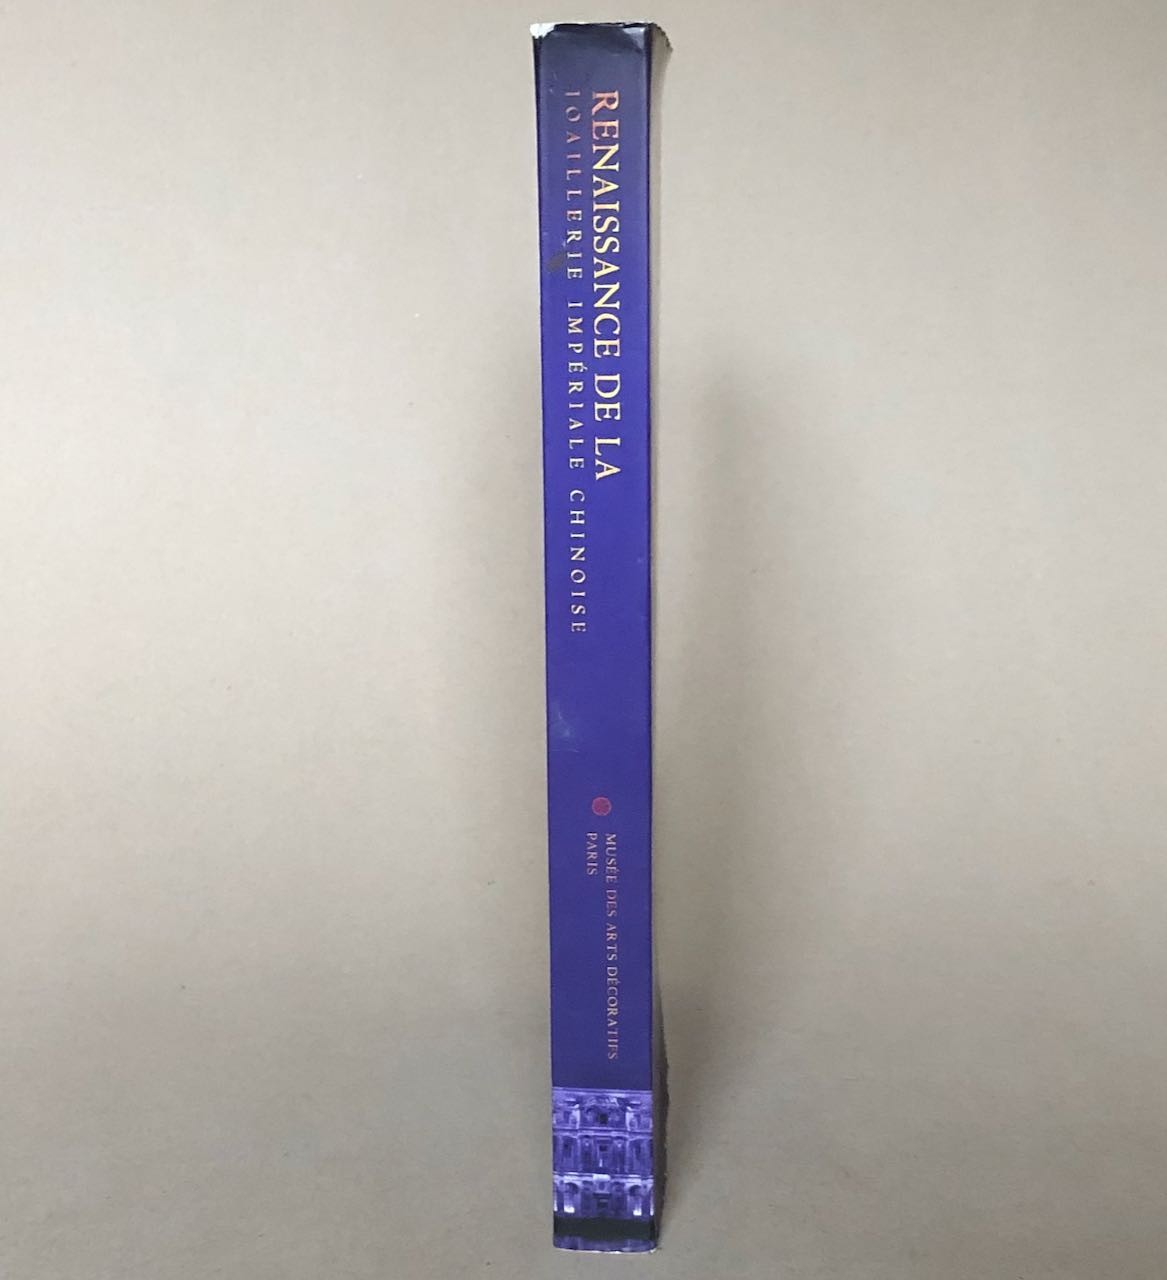 RENAISSANCE DE LA
JOAILLERIE IMPÉRIALE CHINOISE
MUSÉE DES ARTS DÉCORATIFS
PARIS